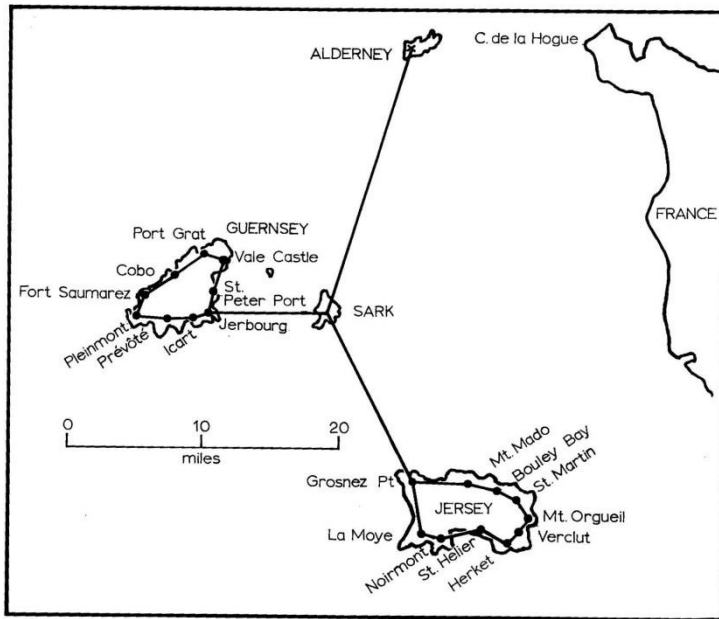 ALDERNEY
C. de la Hogue
FRANCE
GUERNSEY
Port Grat
Vale Castle
Cobo
Fort Saumarez
St.
Peter Port
SARK
Jerbourg
Pleinmont
Prévôté
Icart
0 10 20
miles
Mt. Mado
Bouley Bay
St. Martin
Grosnez Pt
JERSEY
Mt. Orgueil
La Moye
Verclut
Noirmont
St. Helier
Herket